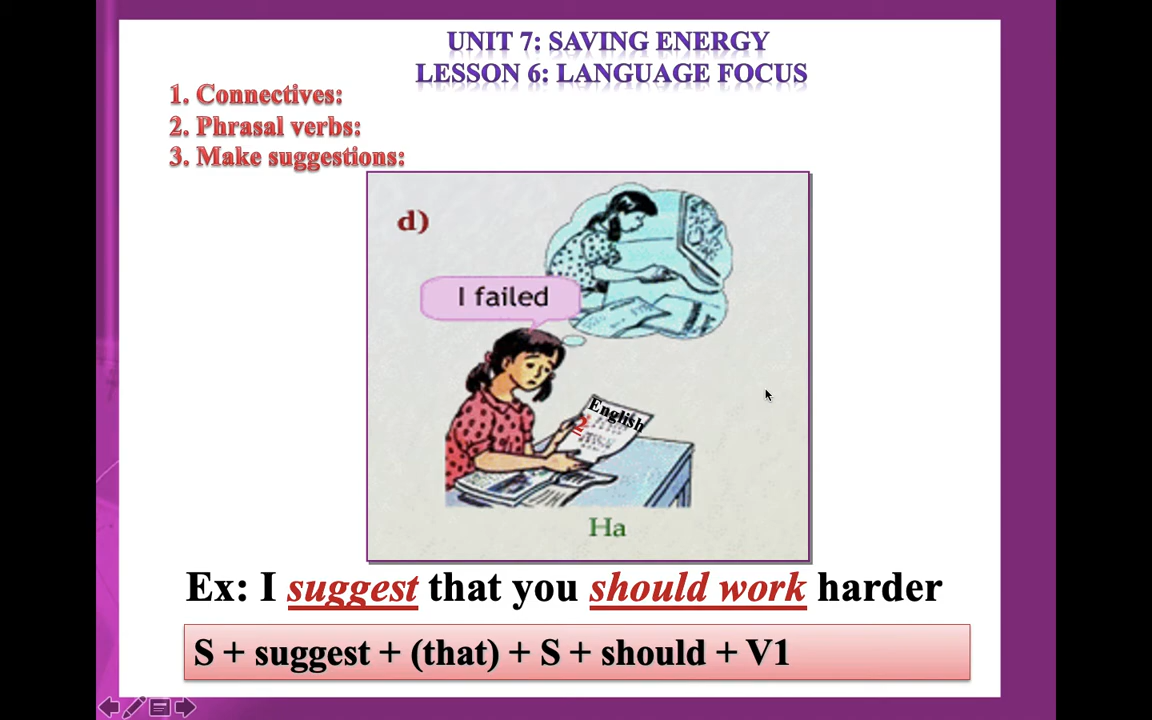 UNIT 7: SAVING ENERGY
LESSON 6: LANGUAGE FOCUS
1. Connectives:
2. Phrasal verbs:
3. Make suggestions:
d)
I failed
English
2
Ha
Ex: I suggest that you should work harder
S + suggest + (that) + S + should + V1